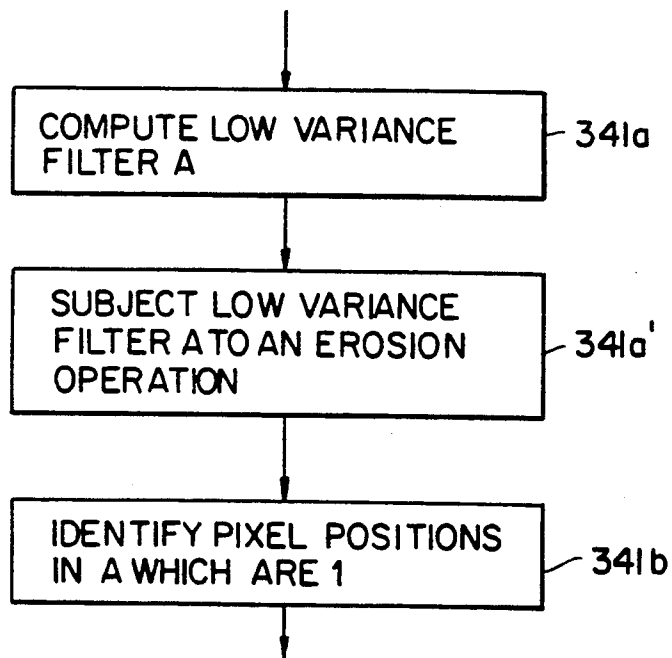 COMPUTE LOW VARIANCE
FILTER A
341a
SUBJECT LOW VARIANCE
FILTER A TO AN EROSION
OPERATION
341a'
IDENTIFY PIXEL POSITIONS
IN A WHICH ARE 1
341b